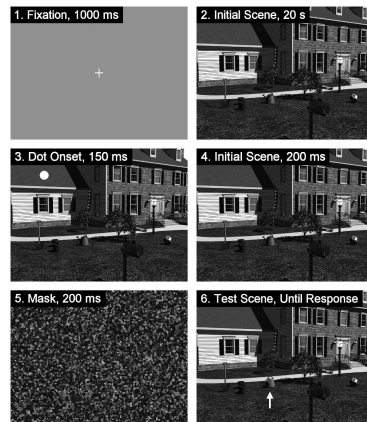 1. Fixation, 1000 ms
2. Initial Scene, 20 s
3. Dot Onset, 150 ms
4. Initial Scene, 200 ms
5. Mask, 200 ms
6. Test Scene, Until Response